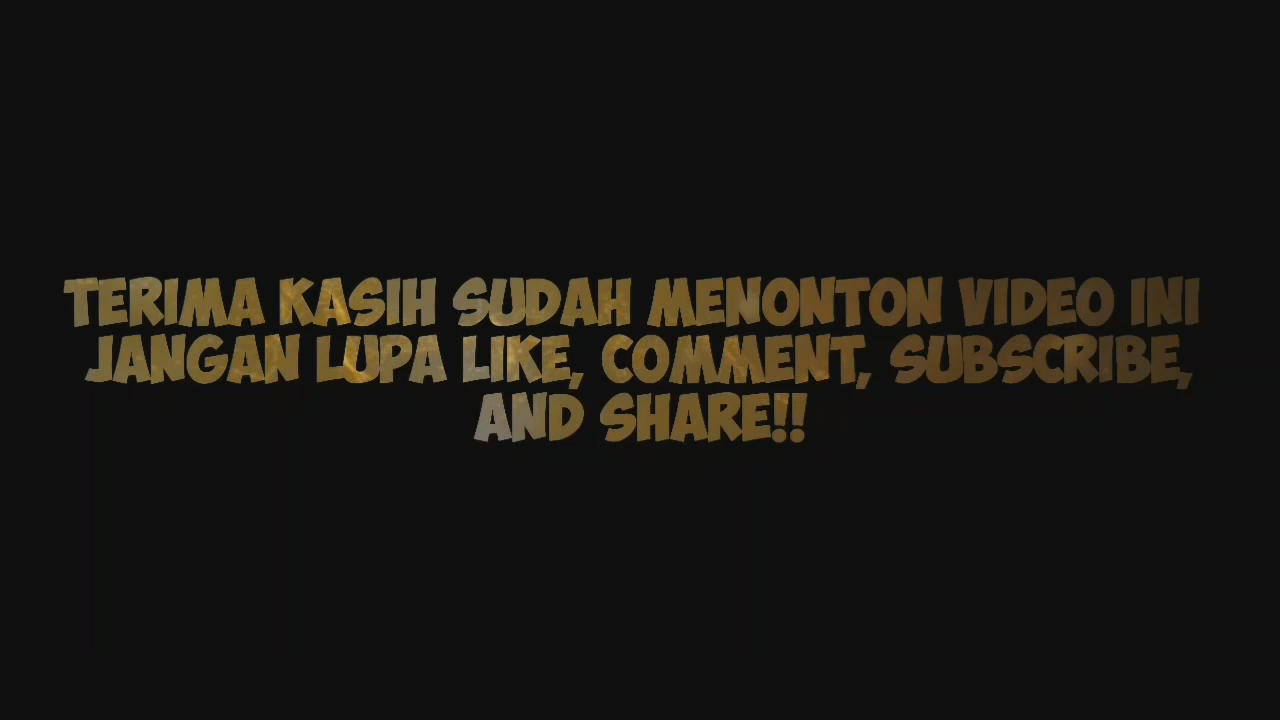 TERIMA KASIH SUDAH MENONTON VIDEO INI
JANGAN LUPA LIKE, COMMENT, SUBSCRIBE,
AND SHARE!!